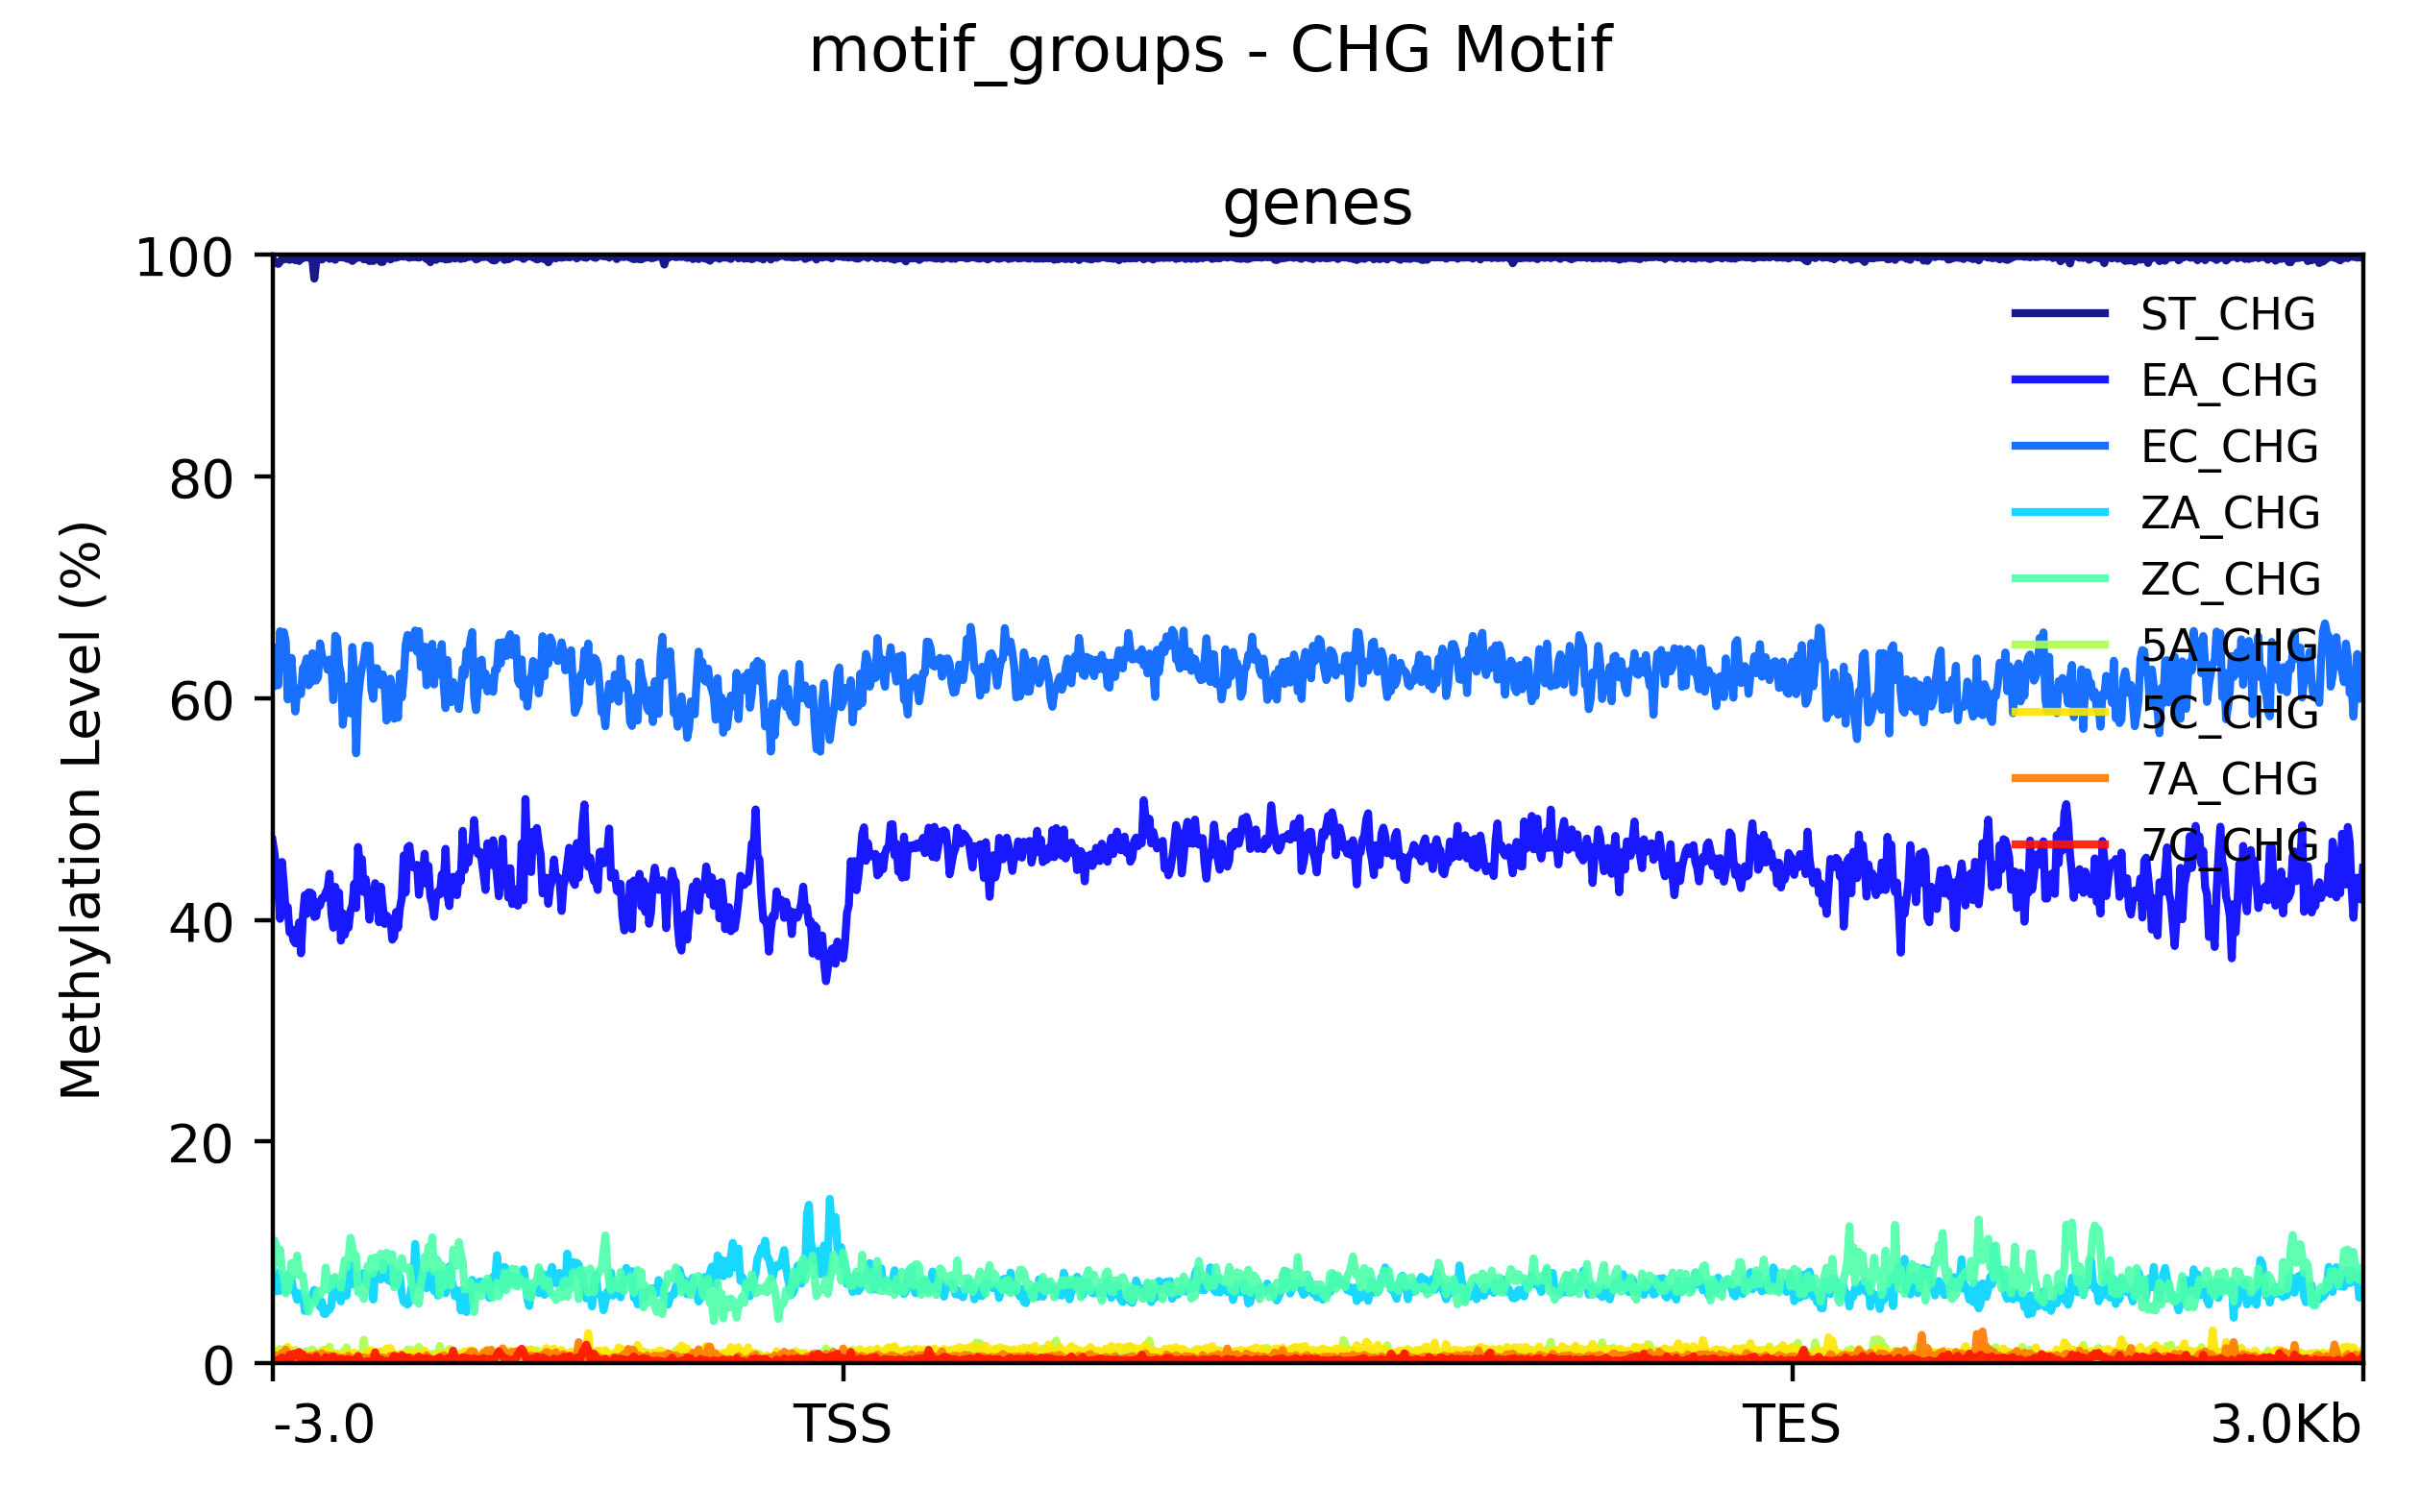 motif_groups - CHG Motif
genes
Methylation Level (%)
100
80
60
40
20
0
ST_CHG
EA_CHG
EC_CHG
ZA_CHG
ZC_CHG
5A_CHG
5C_CHG
7A_CHG
7C_CHG
-3.0
TSS
TES
3.0Kb